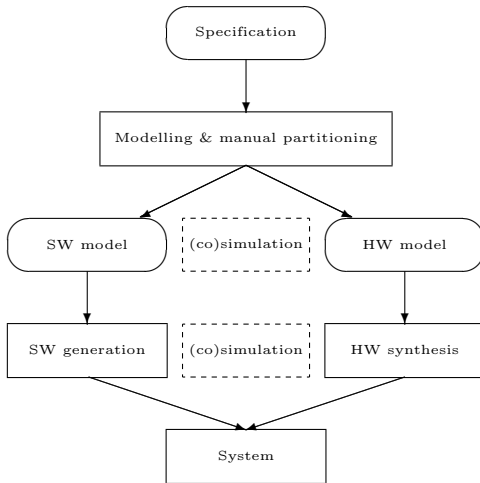 Specification
Modelling & manual partitioning
SW model
(co)simulation
HW model
SW generation
(co)simulation
HW synthesis
System